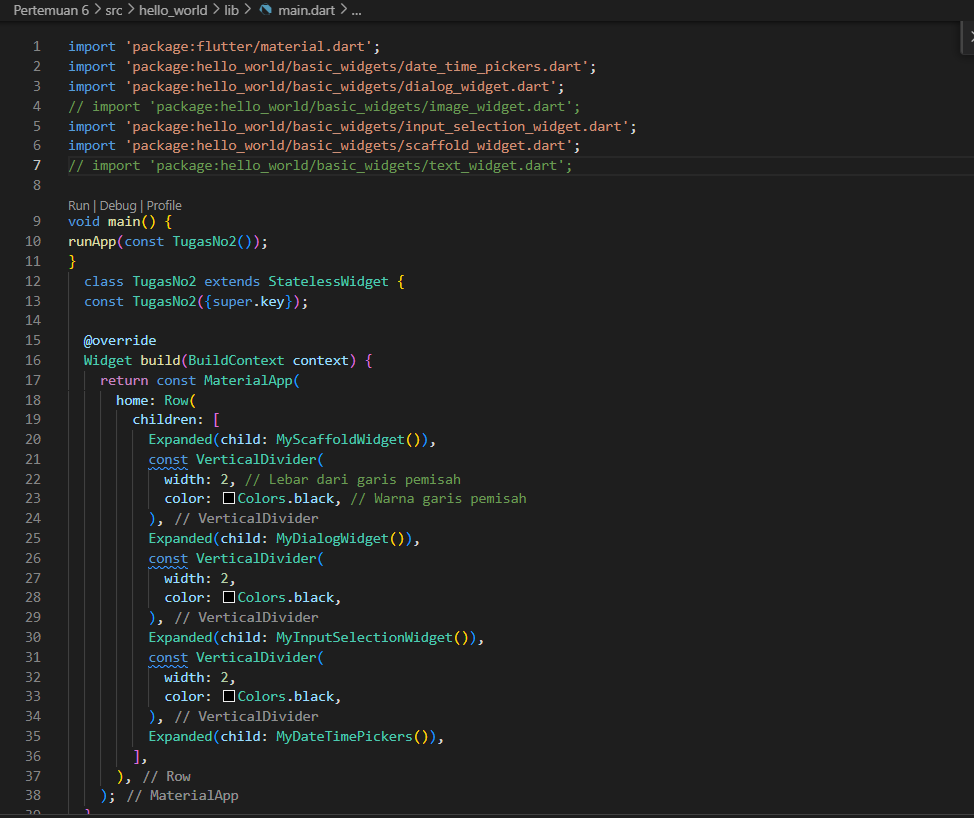 Pertemuan 6 > src > hello_world > lib > main.dart > ...
1 import 'package:flutter/material.dart';
2 import 'package:hello_world/basic_widgets/date_time_pickers.dart';
3 import 'package:hello_world/basic_widgets/dialog_widget.dart';
4 // import 'package:hello_world/basic_widgets/image_widget.dart';
5 import 'package:hello_world/basic_widgets/input_selection_widget.dart';
6 import 'package:hello_world/basic_widgets/scaffold_widget.dart';
7 // import 'package:hello_world/basic_widgets/text_widget.dart';
8
Run | Debug | Profile
9 void main() {
10 runApp(const TugasNo2());
11 }
12   class TugasNo2 extends StatelessWidget {
13   const TugasNo2({super.key});
14
15   @override
16   Widget build(BuildContext context) {
17     return const MaterialApp(
18       home: Row(
19         children: [
20           Expanded(child: MyScaffoldWidget()),
21           const VerticalDivider(
22             width: 2, // Lebar dari garis pemisah
23             color: Colors.black, // Warna garis pemisah
24           ), // VerticalDivider
25           Expanded(child: MyDialogWidget()),
26           const VerticalDivider(
27             width: 2,
28             color: Colors.black,
29           ), // VerticalDivider
30           Expanded(child: MyInputSelectionWidget()),
31           const VerticalDivider(
32             width: 2,
33             color: Colors.black,
34           ), // VerticalDivider
35           Expanded(child: MyDateTimePickers()),
36         ],
37       ), // Row
38     ); // MaterialApp
39   }